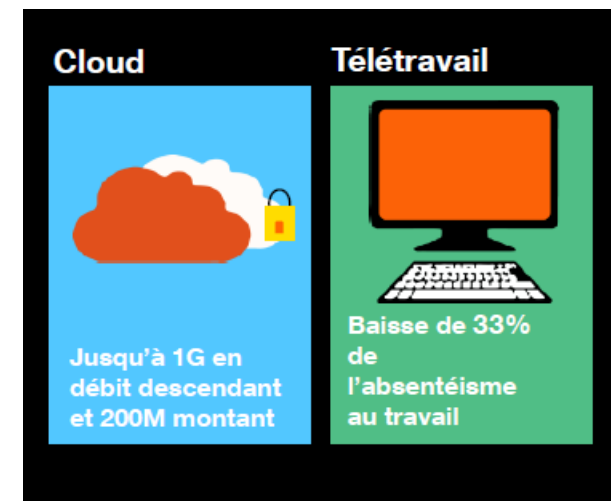 Cloud
Jusqu'à 1G en
débit descendant
et 200M montant
Télétravail
Baisse de 33%
de
l'absentéisme
au travail